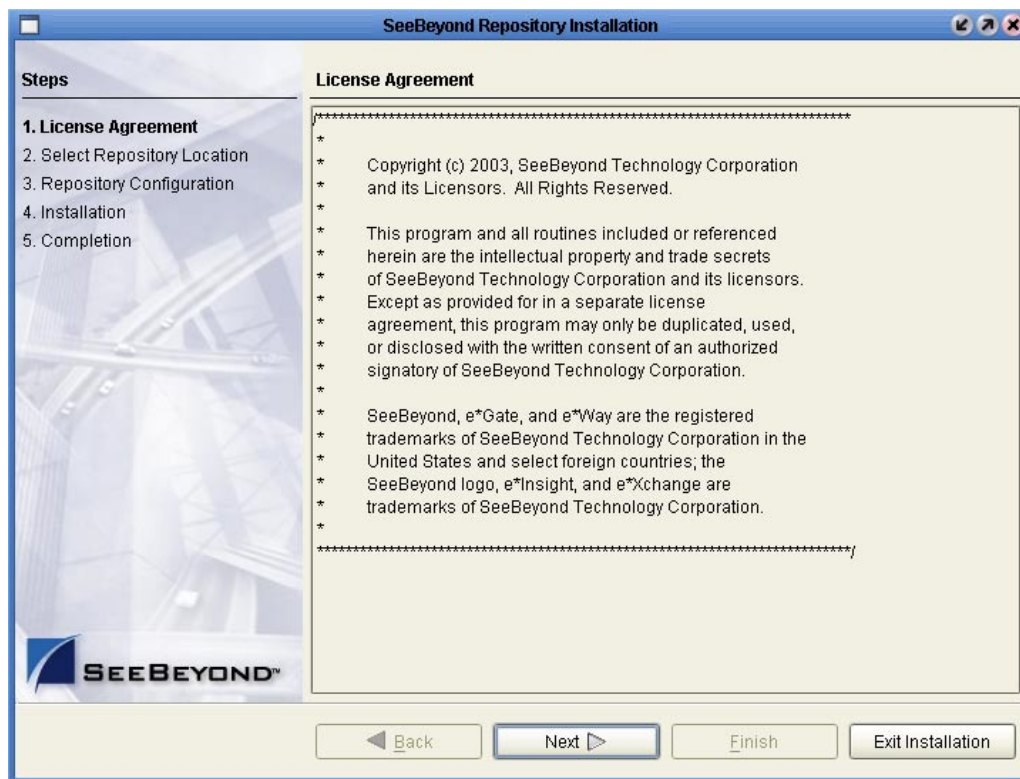 SeeBeyond Repository Installation
Steps
1. License Agreement
2. Select Repository Location
3. Repository Configuration
4. Installation
5. Completion
License Agreement
/****************************************************************************
*
* Copyright (c) 2003, SeeBeyond Technology Corporation
* and its Licensors. All Rights Reserved.
*
* This program and all routines included or referenced
* herein are the intellectual property and trade secrets
* of SeeBeyond Technology Corporation and its licensors.
* Except as provided for in a separate license
* agreement, this program may only be duplicated, used,
* or disclosed with the written consent of an authorized
* signatory of SeeBeyond Technology Corporation.
*
* SeeBeyond, e*Gate, and e*Way are the registered
* trademarks of SeeBeyond Technology Corporation in the
* United States and select foreign countries; the
* SeeBeyond logo, e*Insight, and e*Xchange are
* trademarks of SeeBeyond Technology Corporation.
*
****************************************************************************/
SEEBEYOND™
Back
Next
Finish
Exit Installation